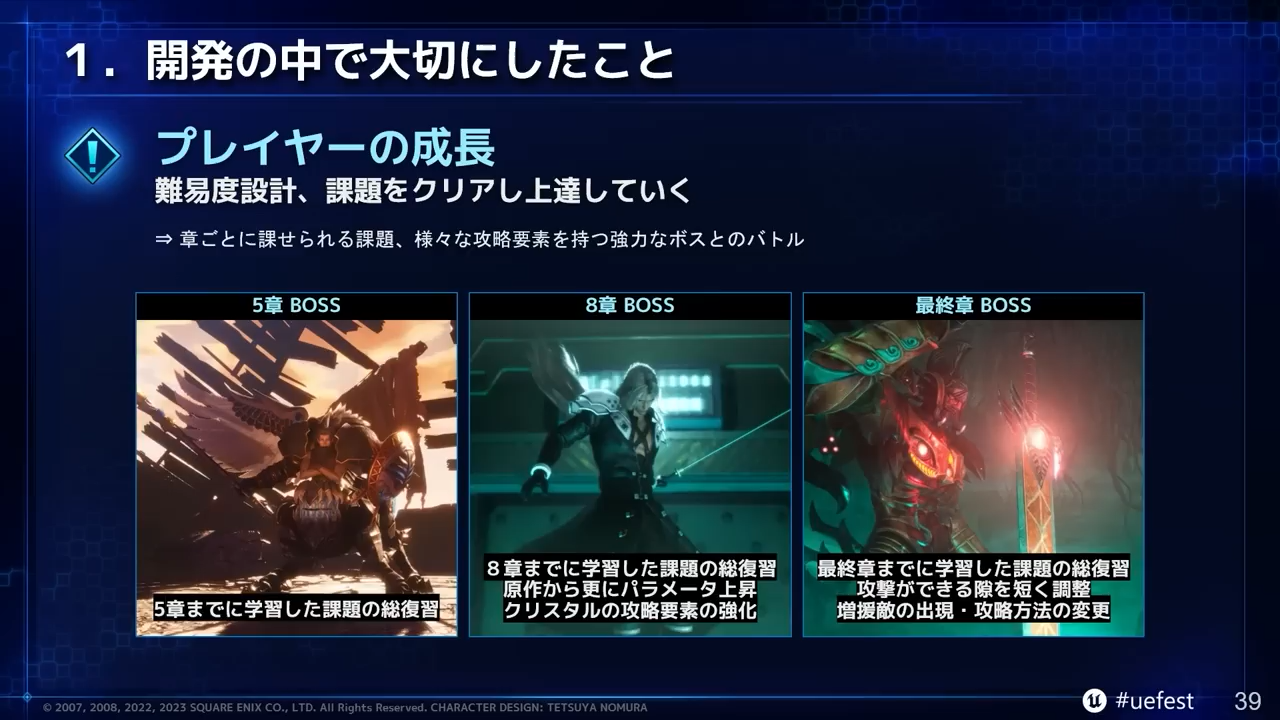 １．開発の中で大切にしたこと
プレイヤーの成長
難易度設計、課題をクリアし上達していく
⇒ 章ごとに課せられる課題、様々な攻略要素を持つ強力なボスとのバトル
5章 BOSS
5章までに学習した課題の総復習
8章 BOSS
８章までに学習した課題の総復習
原作から更にパラメータ上昇
クリスタルの攻略要素の強化
最終章 BOSS
最終章までに学習した課題の総復習
攻撃ができる隙を短く調整
増援敵の出現・攻略方法の変更
© 2007, 2008, 2022, 2023 SQUARE ENIX CO., LTD. All Rights Reserved. CHARACTER DESIGN: TETSUYA NOMURA
#uefest
39